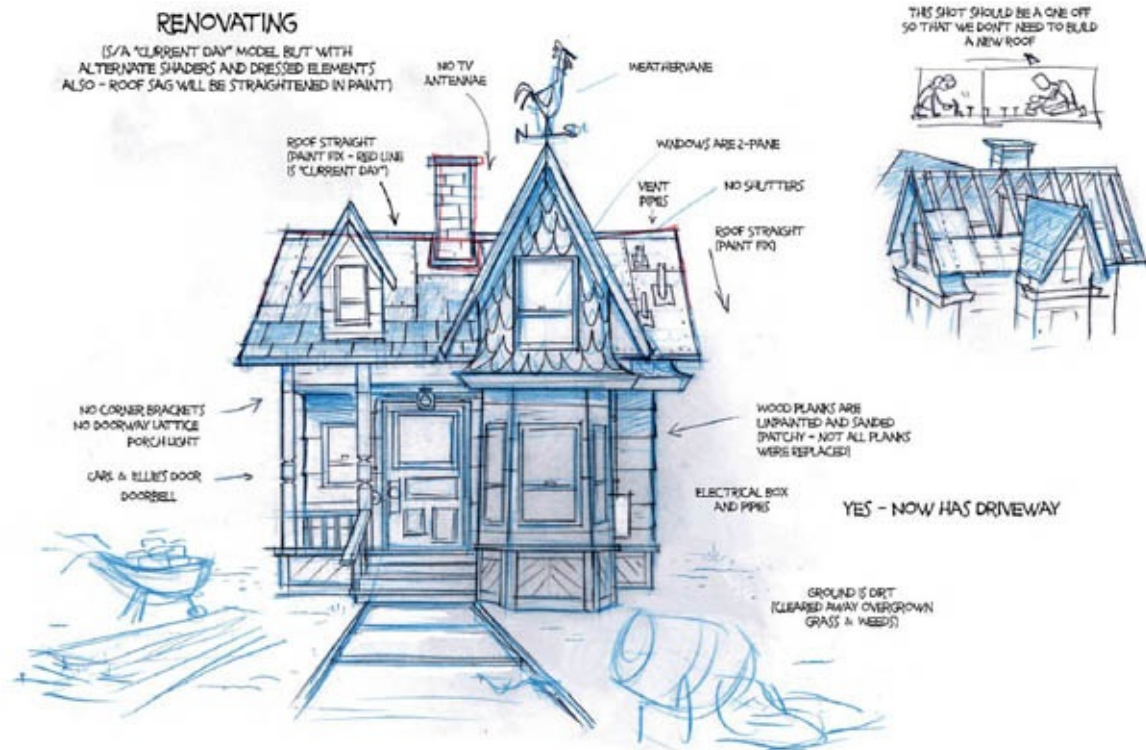 RENOVATING
(S/A "CURRENT DAY" MODEL BUT WITH
ALTERNATE SHADERS AND DRESSED ELEMENTS
ALSO - ROOF SAG WILL BE STRAIGHTENED IN PAINT)
NO TV
ANTENNAE
WEATHERVANE
THIS SHOT SHOULD BE A ONE OFF
SO THAT WE DON'T NEED TO BUILD
A NEW ROOF
ROOF STRAIGHT
(PAINT FIX - RED LINE
IS "CURRENT DAY")
N
S
WINDOWS ARE 2-PANE
VENT
PIPES
NO SHUTTERS
ROOF STRAIGHT
(PAINT FIX)
NO CORNER BRACKETS
NO DOORWAY LATTICE
PORCH LIGHT
CARL & ELLIE'S DOOR
DOORBELL
WOOD PLANKS ARE
UNPAINTED AND SANDED
(PATCHY - NOT ALL PLANKS
WERE REPLACED)
ELECTRICAL BOX
AND PIPES
YES - NOW HAS DRIVEWAY
GROUND IS DIRT
(CLEARED AWAY OVERGROWN
GRASS & WEEDS)